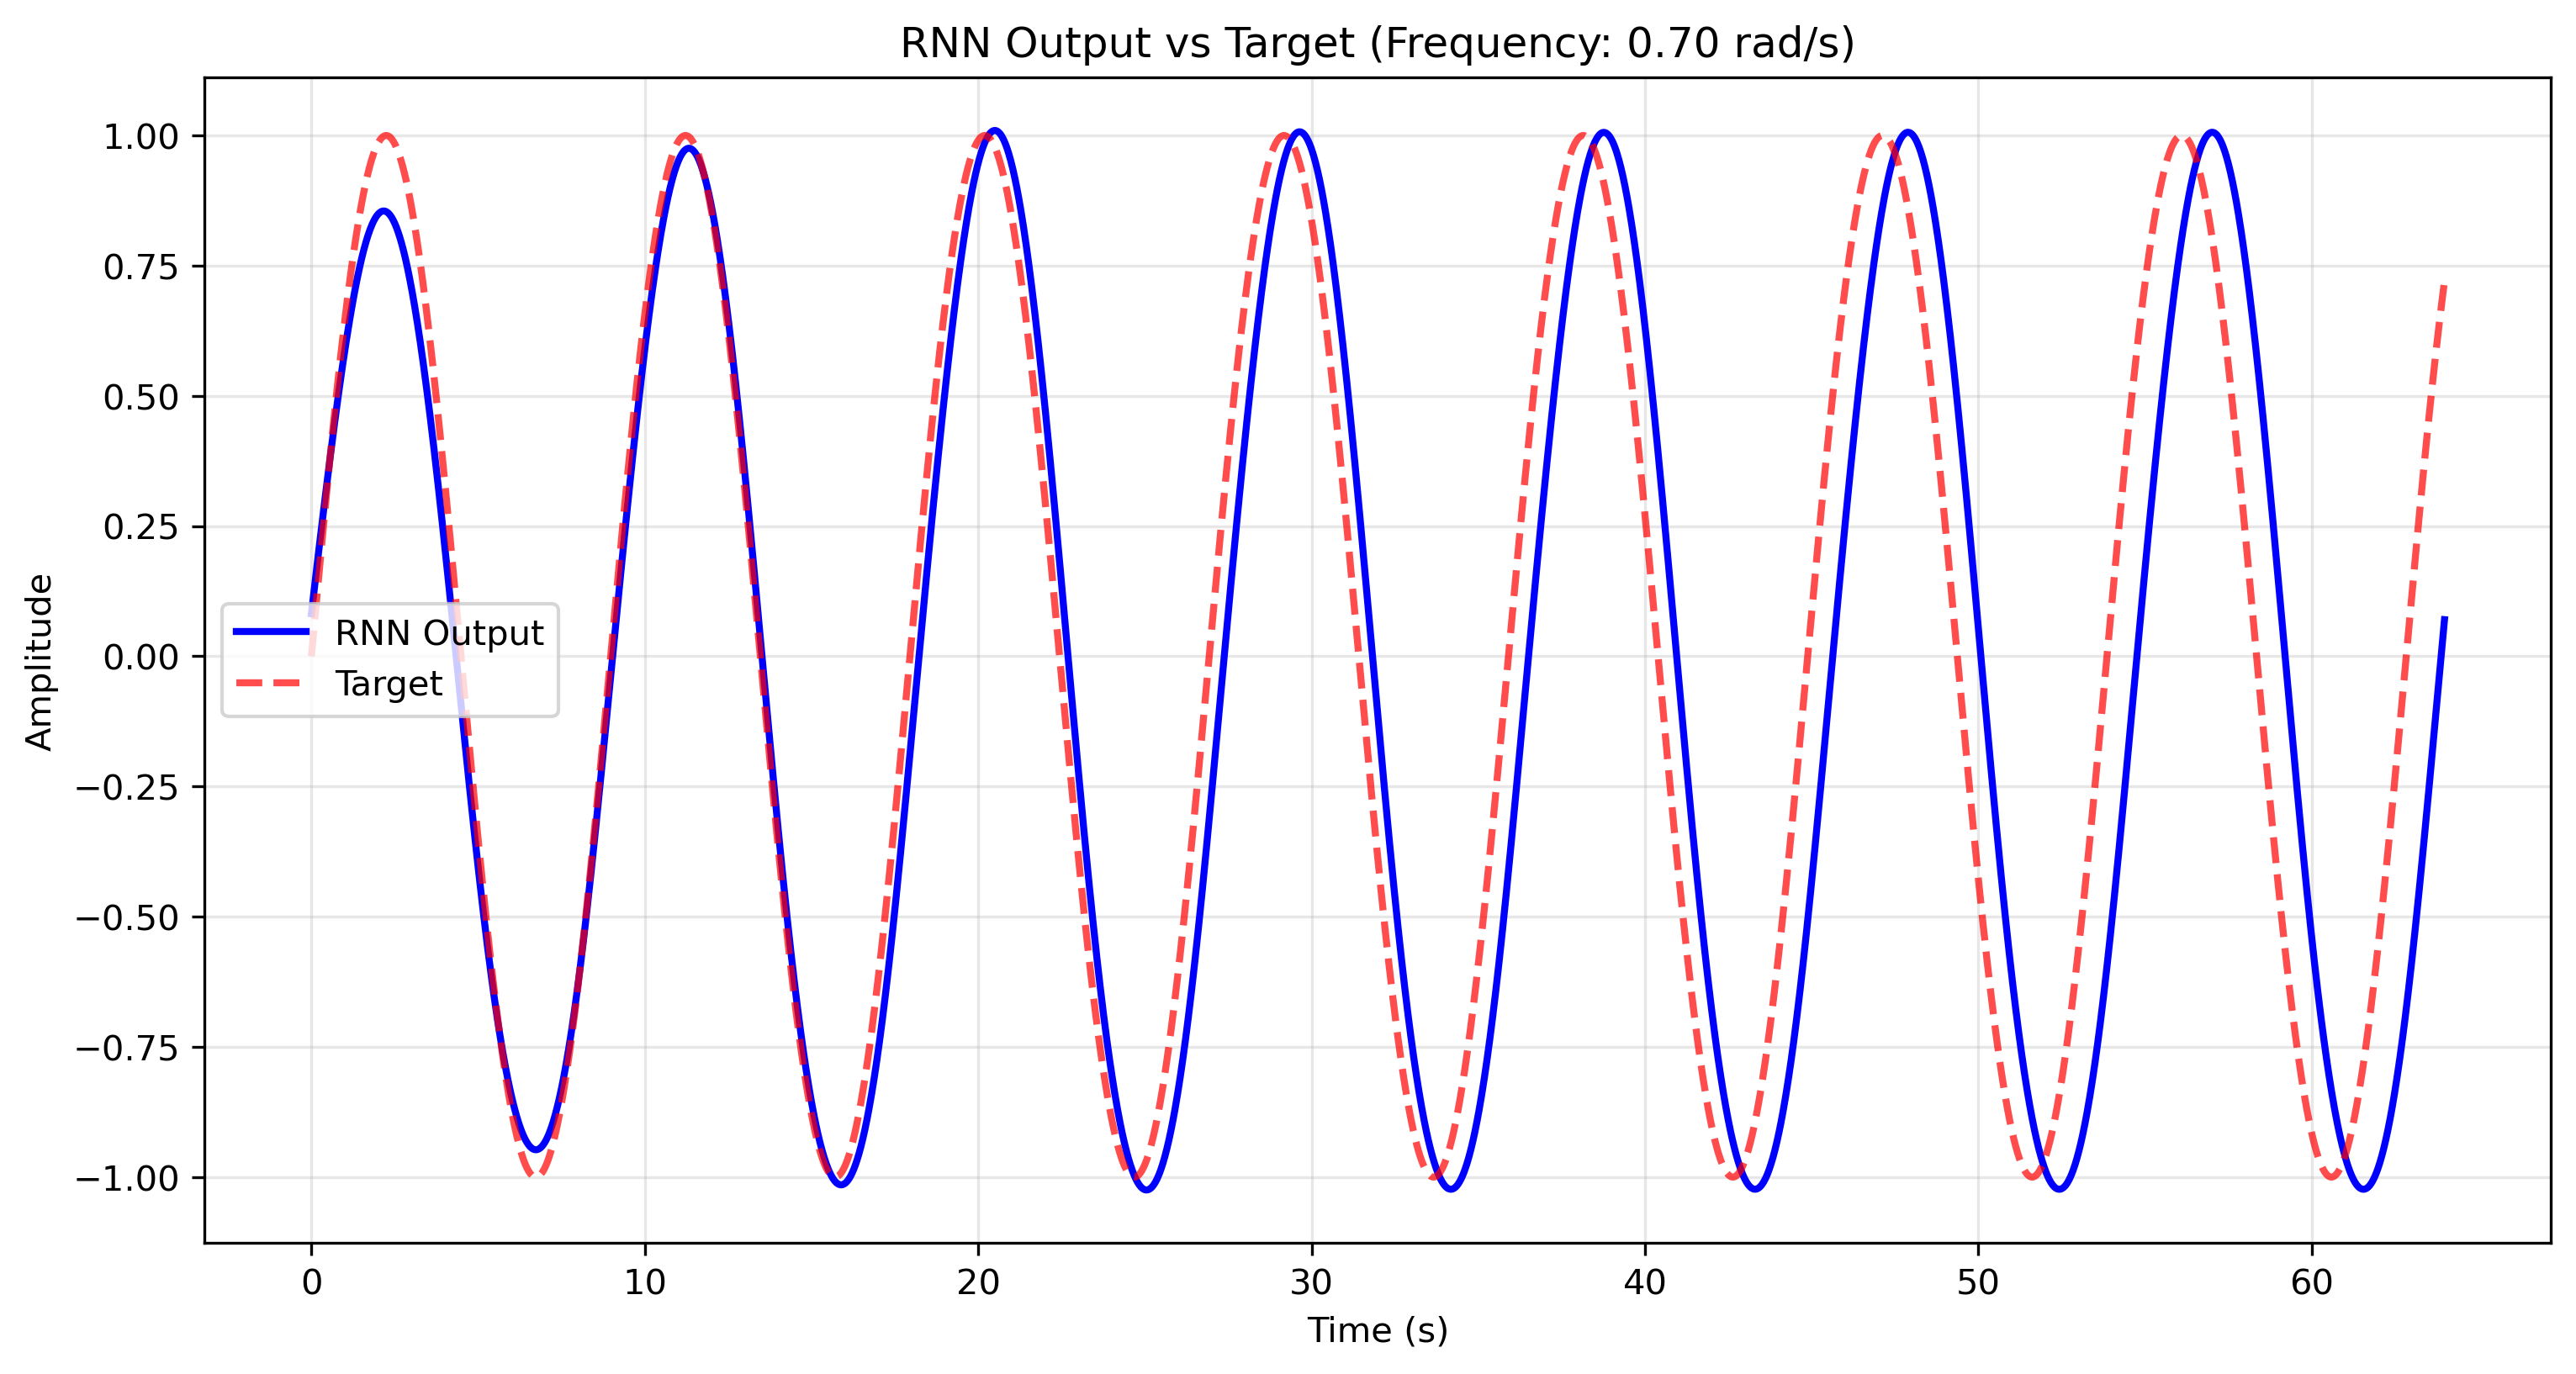 RNN Output vs Target (Frequency: 0.70 rad/s)
1.00
0.75
0.50
0.25
0.00
−0.25
−0.50
−0.75
−1.00
Amplitude
RNN Output
Target
0 10 20 30 40 50 60
Time (s)